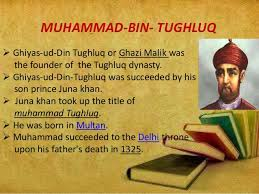 MUHAMMAD-BIN- TUGHLUQ
➢ Ghiyas-ud-Din Tughluq or Ghazi Malik was
the founder of the Tughluq dynasty.
➢ Ghiyas-ud-Din-Tughluq was succeeded by his
son prince Juna khan.
➢ Juna khan took up the title of
muhammad Tughluq.
➢ He was born in Multan.
➢ Muhammad succeeded to the Delhi throne
upon his father's death in 1325.